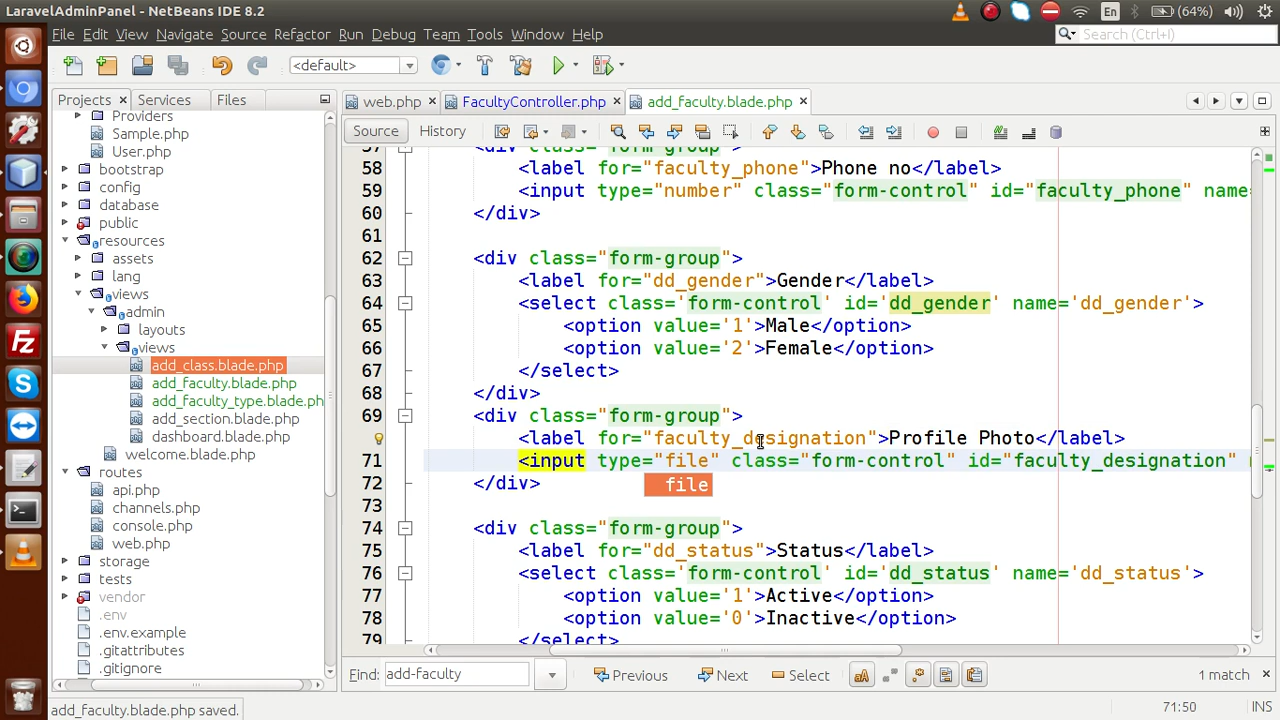 LaravelAdminPanel - NetBeans IDE 8.2
En
(64%)
File Edit View Navigate Source Refactor Run Debug Team Tools Window Help
Search (Ctrl+I)
<default>
Projects
Services
Files
web.php
FacultyController.php
add_faculty.blade.php
Source
History
Providers
Sample.php
User.php
bootstrap
config
database
public
resources
assets
lang
views
admin
layouts
views
add_class.blade.php
add_faculty.blade.php
add_faculty_type.blade.ph
add_section.blade.php
dashboard.blade.php
welcome.blade.php
routes
api.php
channels.php
console.php
web.php
storage
tests
vendor
.env
.env.example
.gitattributes
.gitignore
57 <div class="form-group">
58 <label for="faculty_phone">Phone no</label>
59 <input type="number" class="form-control" id="faculty_phone" name=
60 </div>
61
62 <div class="form-group">
63 <label for="dd_gender">Gender</label>
64 <select class='form-control' id='dd_gender' name='dd_gender'>
65 <option value='1'>Male</option>
66 <option value='2'>Female</option>
67 </select>
68 </div>
69 <div class="form-group">
<label for="faculty_designation">Profile Photo</label>
71 <input type="file" class="form-control" id="faculty_designation"
file
72 </div>
73
74 <div class="form-group">
75 <label for="dd_status">Status</label>
76 <select class='form-control' id='dd_status' name='dd_status'>
77 <option value='1'>Active</option>
78 <option value='0'>Inactive</option>
79 </select>
Find: add-faculty
Previous
Next
Select
aA
1 match
add_faculty.blade.php saved.
71:50
INS